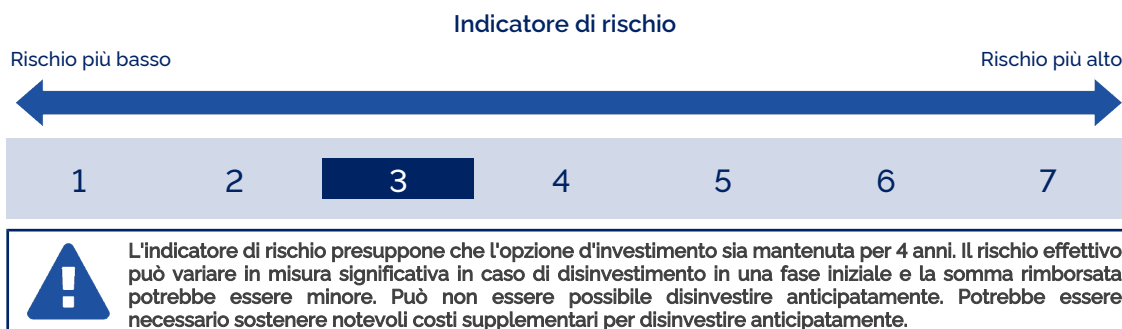 Indicatore di rischio
Rischio più basso
Rischio più alto
1 2 3 4 5 6 7
L'indicatore di rischio presuppone che l'opzione d'investimento sia mantenuta per 4 anni. Il rischio effettivo
può variare in misura significativa in caso di disinvestimento in una fase iniziale e la somma rimborsata
potrebbe essere minore. Può non essere possibile disinvestire anticipatamente. Potrebbe essere
necessario sostenere notevoli costi supplementari per disinvestire anticipatamente.